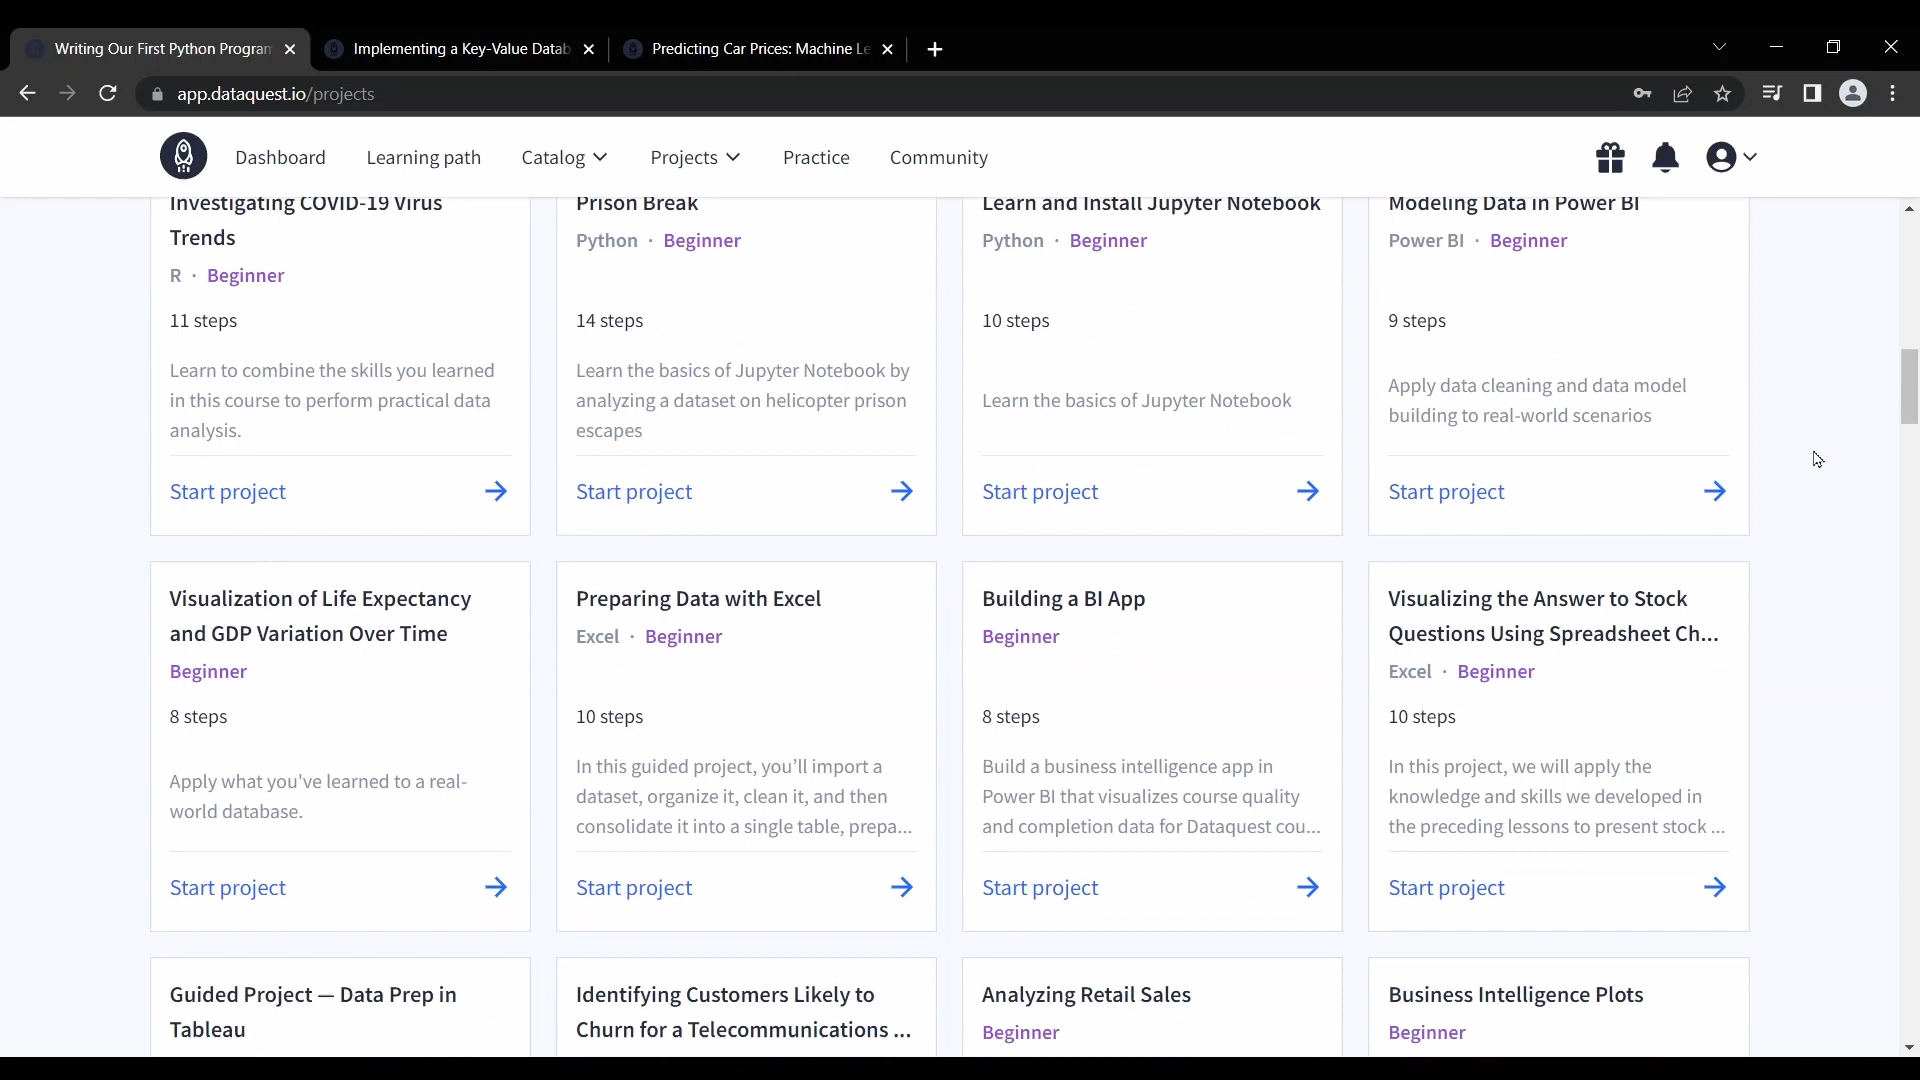 Writing Our First Python Program
Implementing a Key-Value Datab
Predicting Car Prices: Machine Le
app.dataquest.io/projects
Dashboard
Learning path
Catalog
Projects
Practice
Community
Investigating COVID-19 Virus
Trends
R · Beginner
11 steps
Learn to combine the skills you learned
in this course to perform practical data
analysis.
Start project
Prison Break
Python · Beginner
14 steps
Learn the basics of Jupyter Notebook by
analyzing a dataset on helicopter prison
escapes
Start project
Learn and Install Jupyter Notebook
Python · Beginner
10 steps
Learn the basics of Jupyter Notebook
Start project
Modeling Data in Power BI
Power BI · Beginner
9 steps
Apply data cleaning and data model
building to real-world scenarios
Start project
Visualization of Life Expectancy
and GDP Variation Over Time
Beginner
8 steps
Apply what you've learned to a real-
world database.
Start project
Preparing Data with Excel
Excel · Beginner
10 steps
In this guided project, you’ll import a
dataset, organize it, clean it, and then
consolidate it into a single table, prepa...
Start project
Building a BI App
Beginner
8 steps
Build a business intelligence app in
Power BI that visualizes course quality
and completion data for Dataquest cou...
Start project
Visualizing the Answer to Stock
Questions Using Spreadsheet Ch...
Excel · Beginner
10 steps
In this project, we will apply the
knowledge and skills we developed in
the preceding lessons to present stock ...
Start project
Guided Project — Data Prep in
Tableau
Identifying Customers Likely to
Churn for a Telecommunications ...
Analyzing Retail Sales
Beginner
Business Intelligence Plots
Beginner